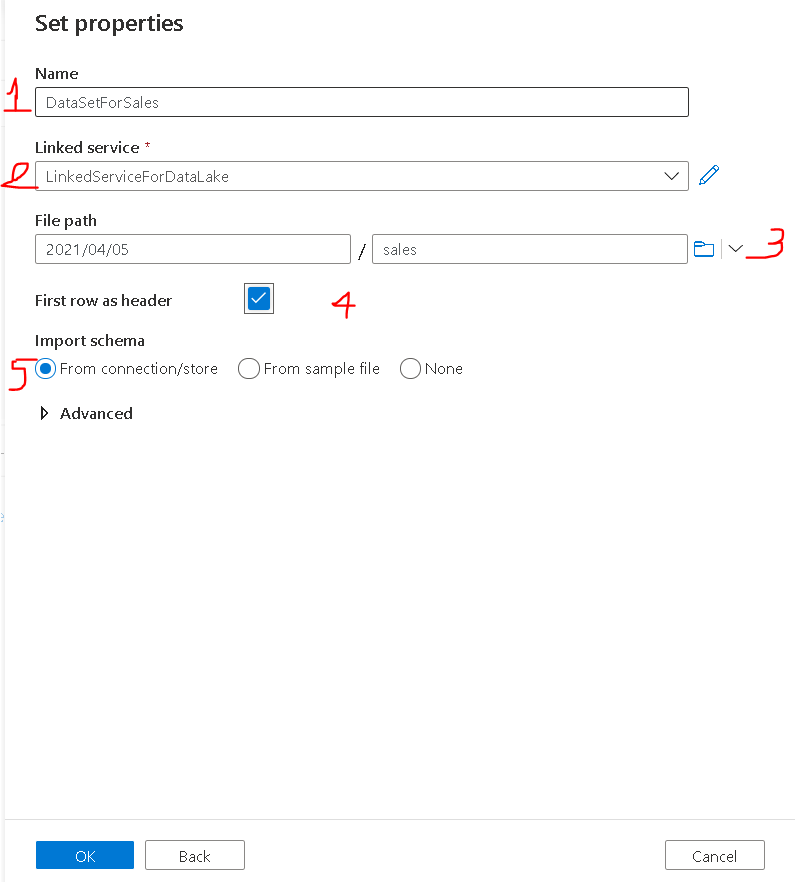 Set properties
Name
1
DataSetForSales
Linked service *
2
LinkedServiceForDataLake
File path
2021/04/05 / sales
3
First row as header
4
Import schema
5
From connection/store From sample file None
Advanced
OK Back Cancel